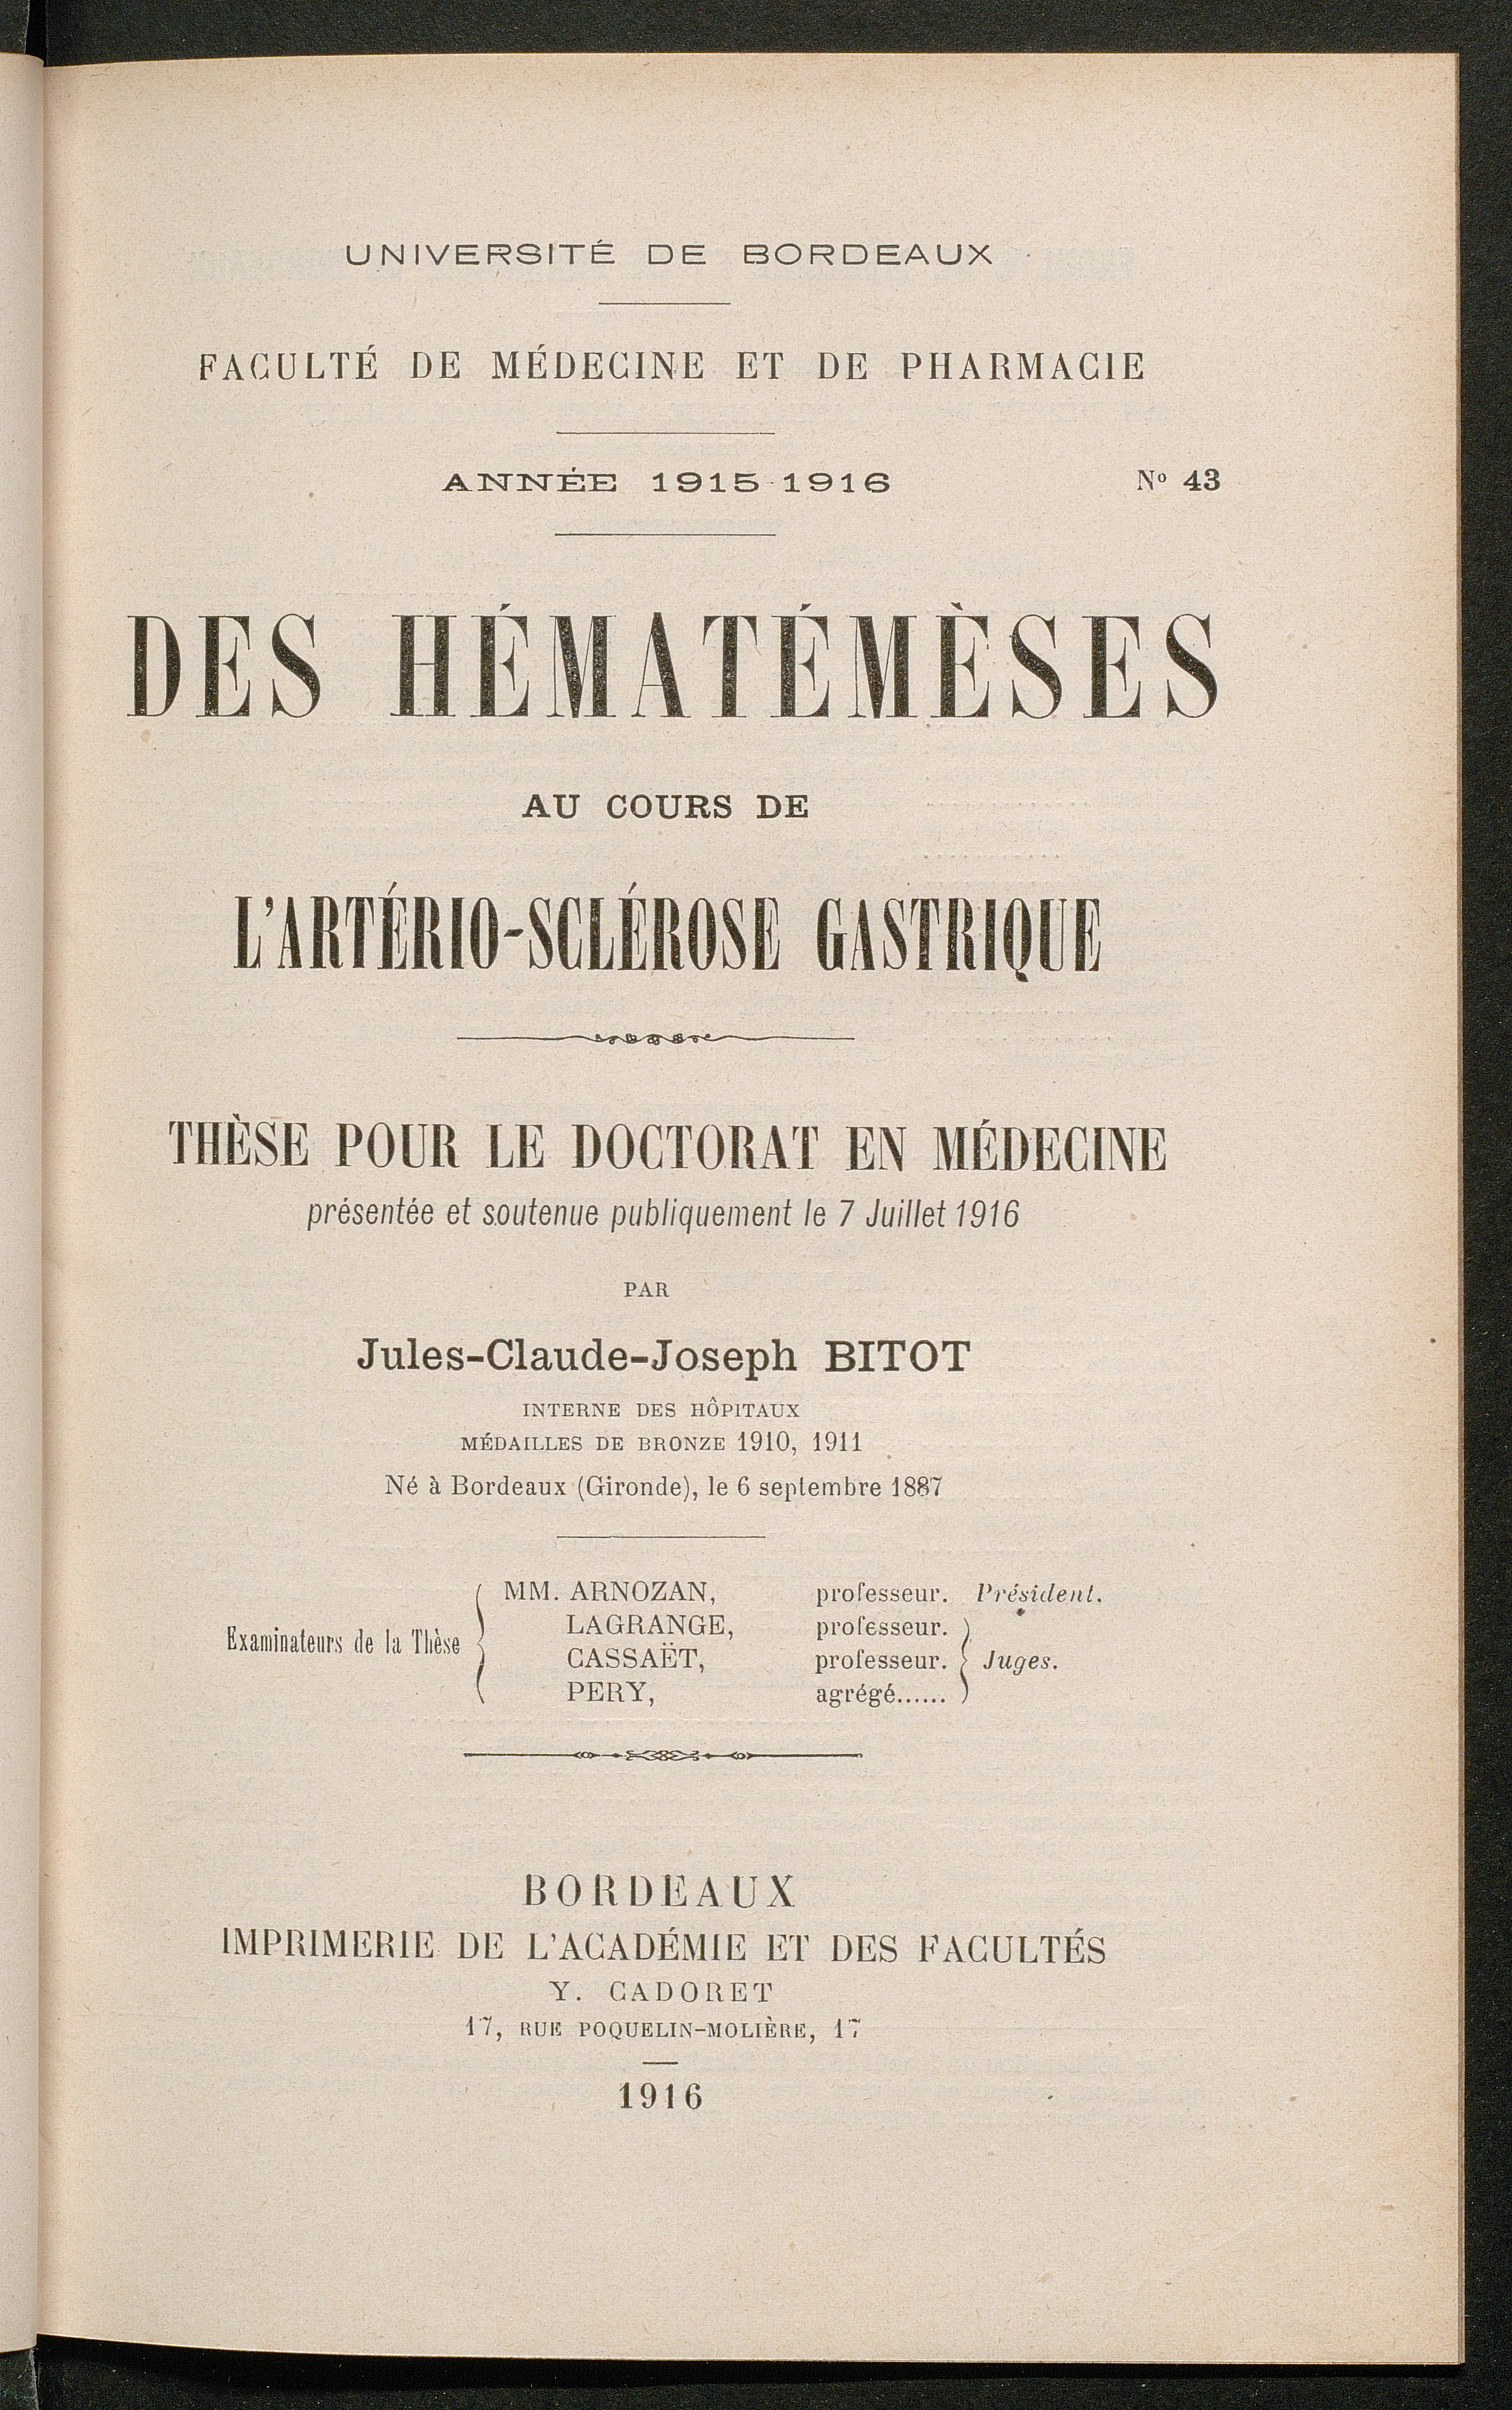 UNIVERSITÉ DE BORDEAUX
FACULTÉ DE MÉDECINE ET DE PHARMACIE
ANNÉE 1915-1916 Nº 43
DES HÉMATÉMÈSES
AU COURS DE
L'ARTÉRIO-SCLÉROSE GASTRIQUE
THÈSE POUR LE DOCTORAT EN MÉDECINE
présentée et soutenue publiquement le 7 Juillet 1916
PAR
Jules-Claude-Joseph BITOT
INTERNE DES HÔPITAUX
MÉDAILLES DE BRONZE 1910, 1911
Né à Bordeaux (Gironde), le 6 septembre 1887
Examinateurs de la Thèse
MM. ARNOZAN, professeur. Président.
LAGRANGE, professeur.
CASSAËT, professeur.
PERY, agrégé......
Juges.
BORDEAUX
IMPRIMERIE DE L'ACADÉMIE ET DES FACULTÉS
Y. CADORET
17, RUE POQUELIN-MOLIÈRE, 17
1916